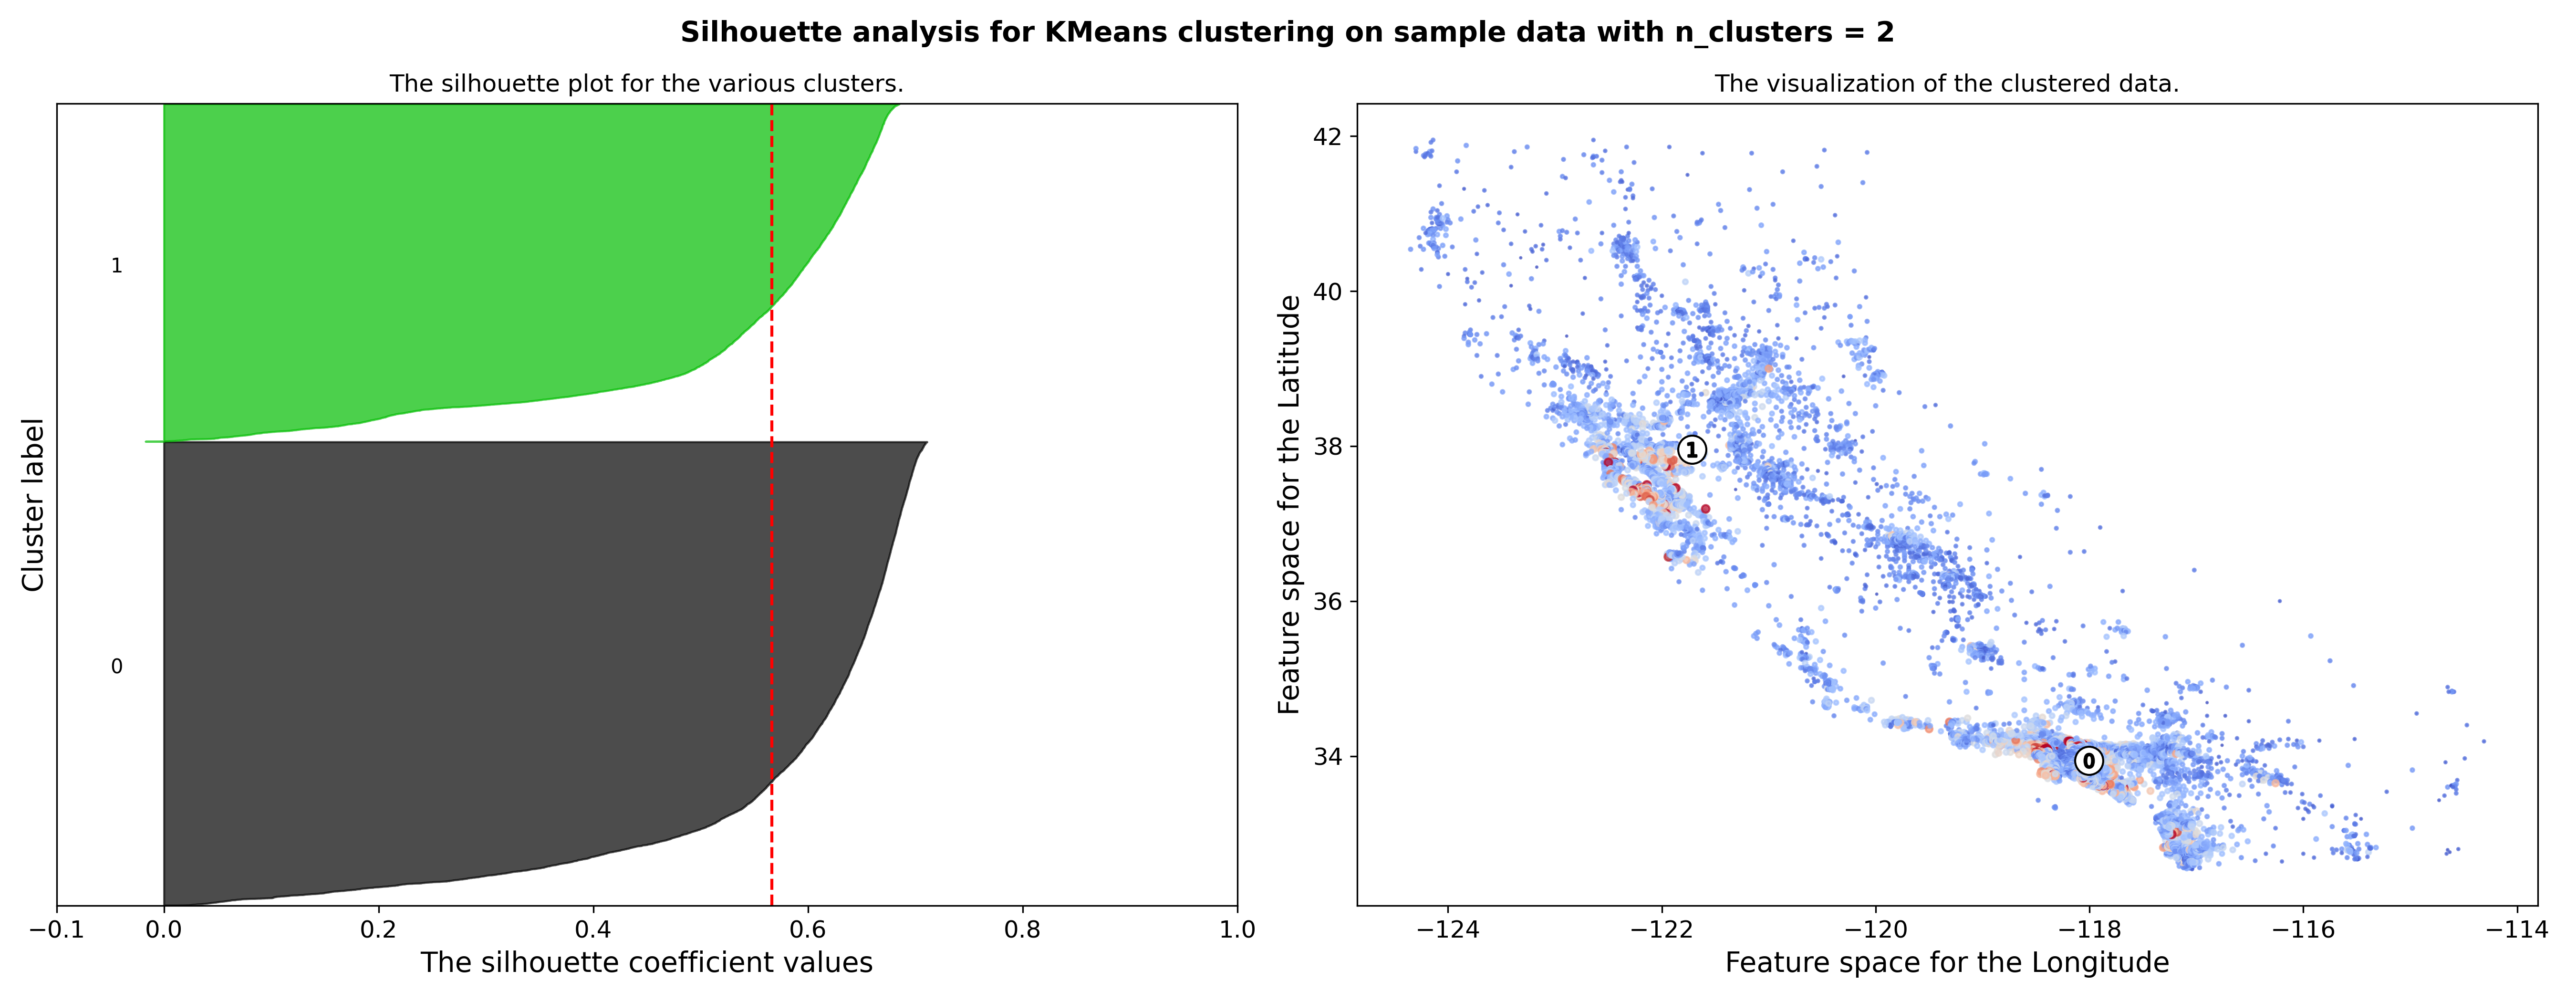 Silhouette analysis for KMeans clustering on sample data with n_clusters = 2
The silhouette plot for the various clusters.
Cluster label
1
0
−0.1 0.0 0.2 0.4 0.6 0.8 1.0
The silhouette coefficient values
The visualization of the clustered data.
Feature space for the Latitude
42
40
38
36
34
1
0
−124 −122 −120 −118 −116 −114
Feature space for the Longitude